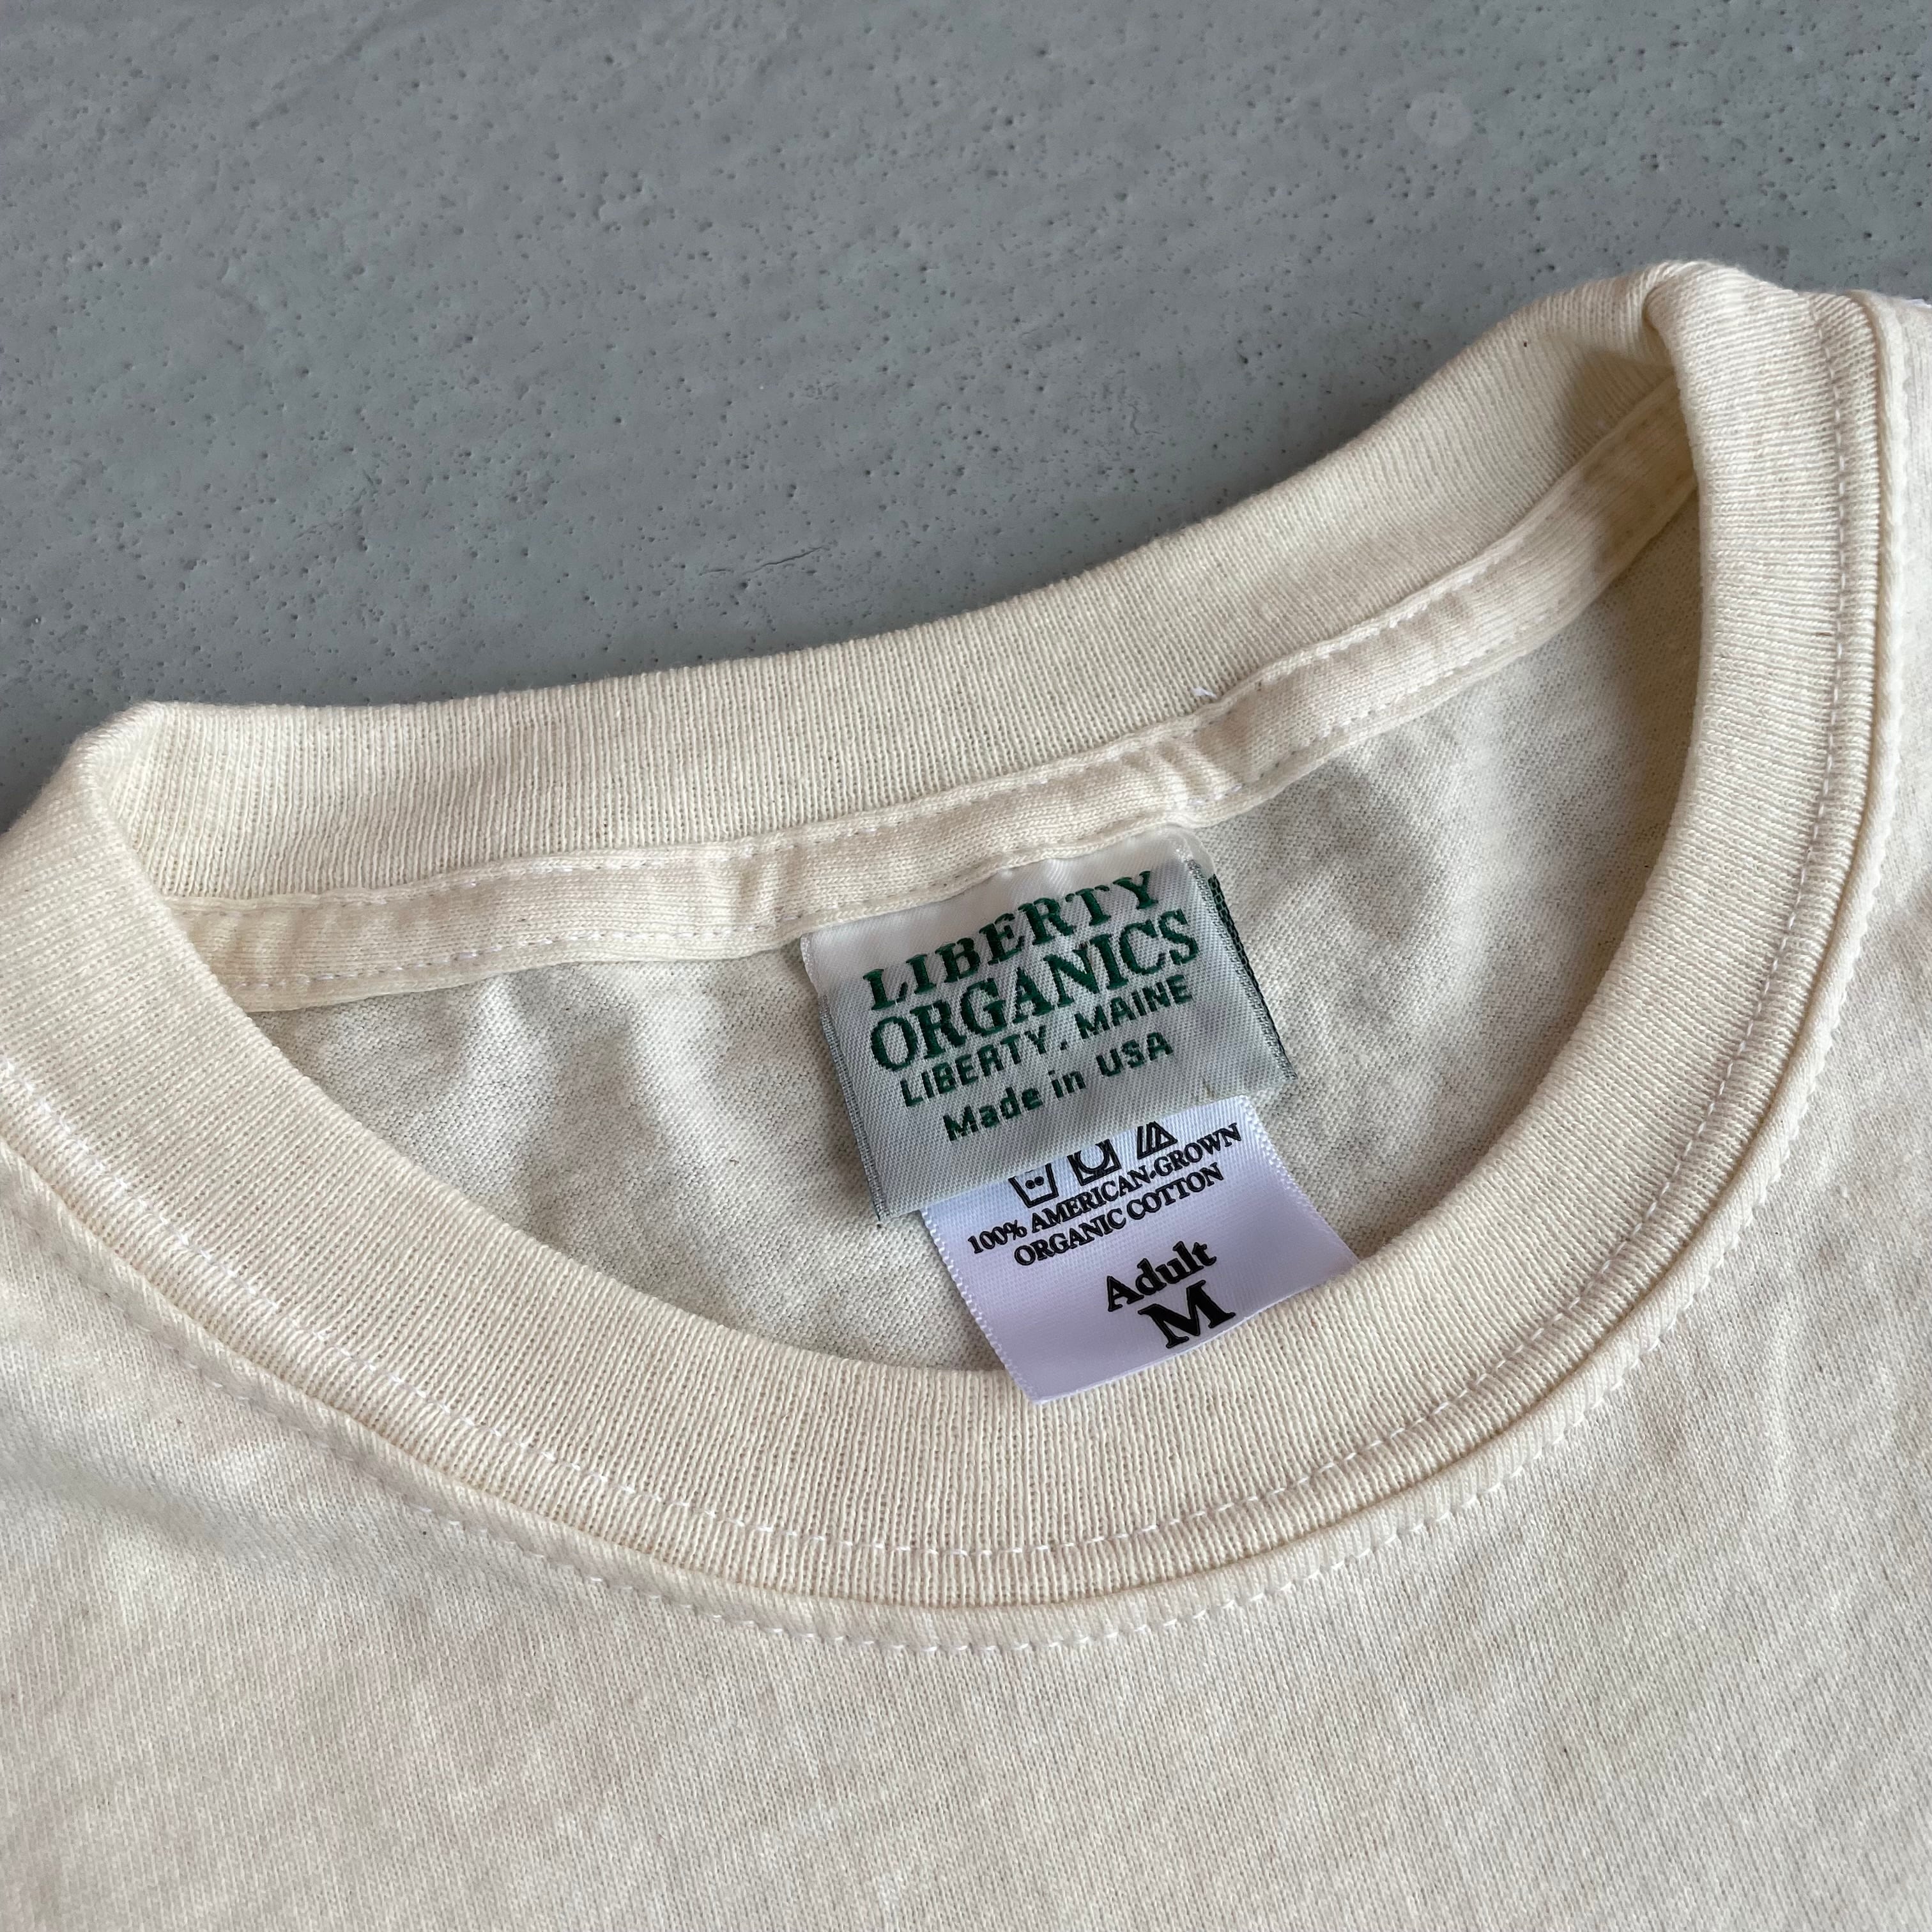 LIBERTY
ORGANICS
LIBERTY, MAINE
Made in USA
100% AMERICAN-GROWN
ORGANIC COTTON
Adult
M